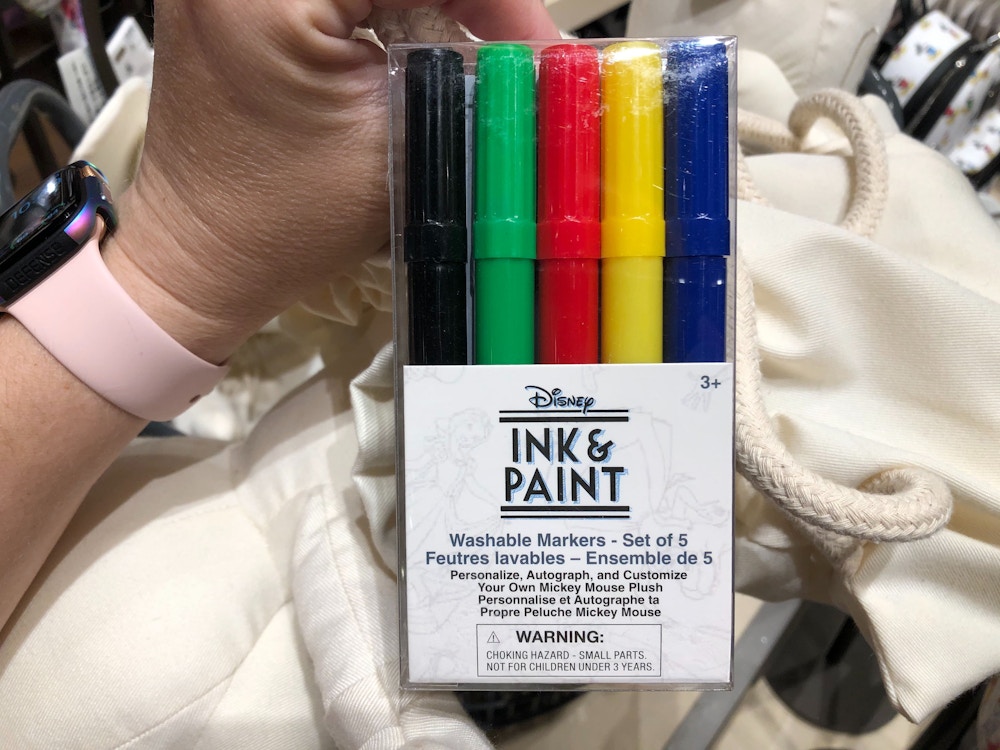 3+
Disney
INK &
PAINT
Washable Markers - Set of 5
Feutres lavables – Ensemble de 5
Personalize, Autograph, and Customize
Your Own Mickey Mouse Plush
Personnalise et Autographe ta
Propre Peluche Mickey Mouse
⚠ WARNING:
CHOKING HAZARD - SMALL PARTS.
NOT FOR CHILDREN UNDER 3 YEARS.